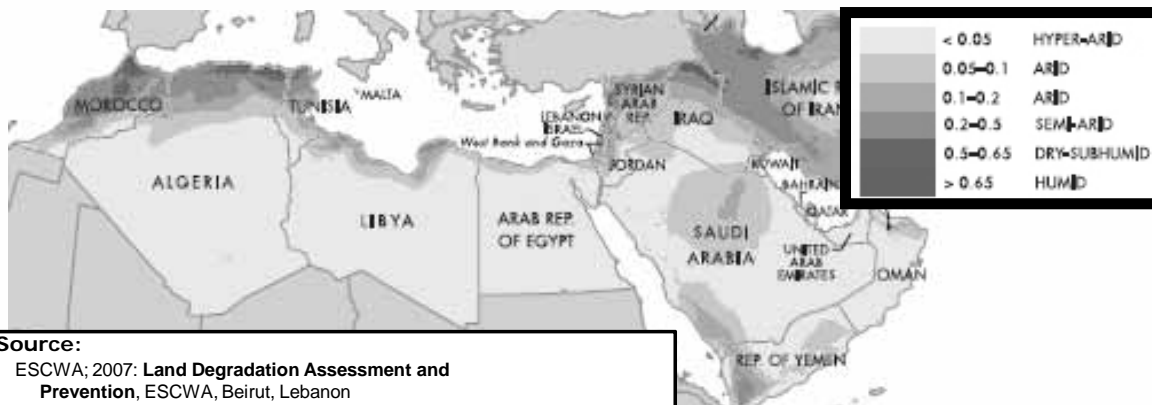 < 0.05 HYPER-ARID
0.05–0.1 ARID
0.1–0.2 ARID
0.2–0.5 SEMI-ARID
0.5–0.65 DRY-SUBHUMID
> 0.65 HUMID
MOROCCO
TUNISIA
MALTA
ALGERIA
LIBYA
ARAB REP.
OF EGYPT
SYRIAN
ARAB
REP.
LEBANON
ISRAEL
West Bank and Gaza
JORDAN
IRAQ
ISLAMIC R
OF IRAN
KUWAIT
BAHRAIN
QATAR
SAUDI
ARABIA
UNITED
ARAB
EMIRATES
OMAN
REP. OF YEMEN
Source:
ESCWA; 2007: Land Degradation Assessment and
Prevention, ESCWA, Beirut, Lebanon